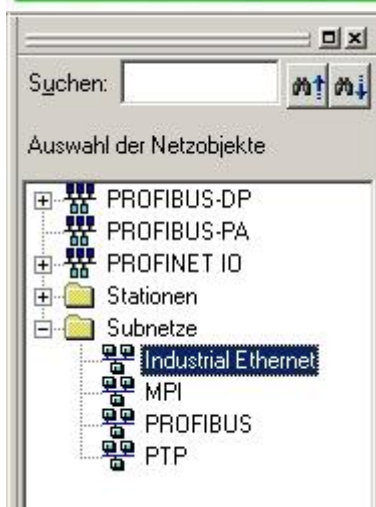 Suchen:
Auswahl der Netzobjekte
PROFIBUS-DP
PROFIBUS-PA
PROFINET IO
Stationen
Subnetze
Industrial Ethernet
MPI
PROFIBUS
PTP